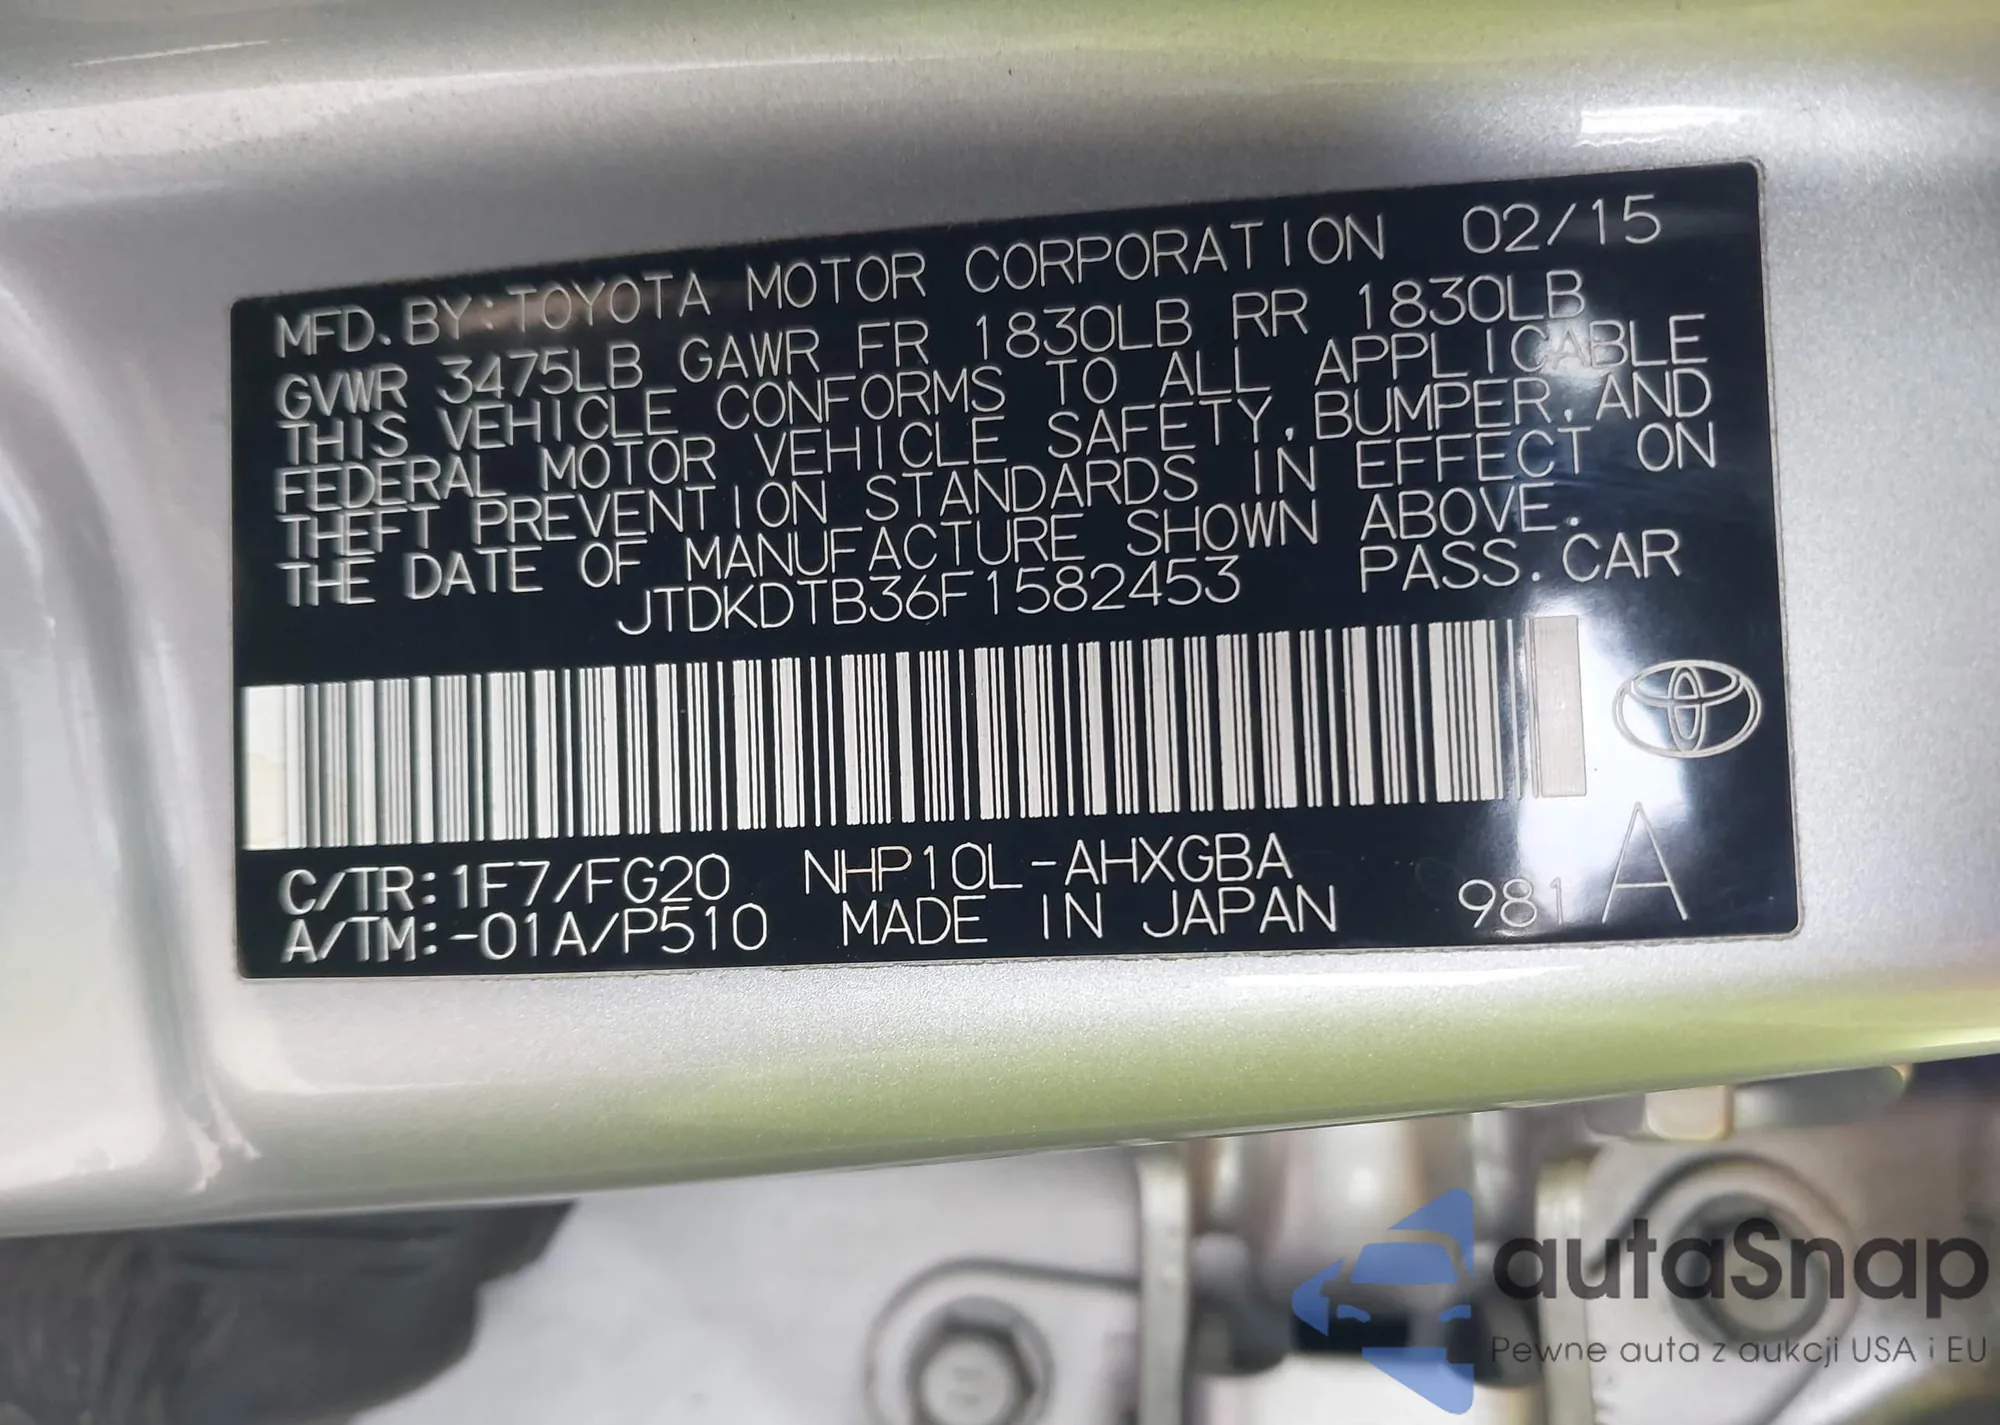 MFD. BY: TOYOTA MOTOR CORPORATION 02/15
GVWR 3475LB GAWR FR 1830LB RR 1830LB
THIS VEHICLE CONFORMS TO ALL APPLICABLE
FEDERAL MOTOR VEHICLE SAFETY, BUMPER, AND
THEFT PREVENTION STANDARDS IN EFFECT ON
THE DATE OF MANUFACTURE SHOWN ABOVE.
JTDKDTB36F1582453 PASS. CAR
C/TR: 1F7/FG20 NHP10L-AHXGBA
A/TM: -01A/P510 MADE IN JAPAN 981 A
autaSnap
Pewne auta z aukcji USA i EU